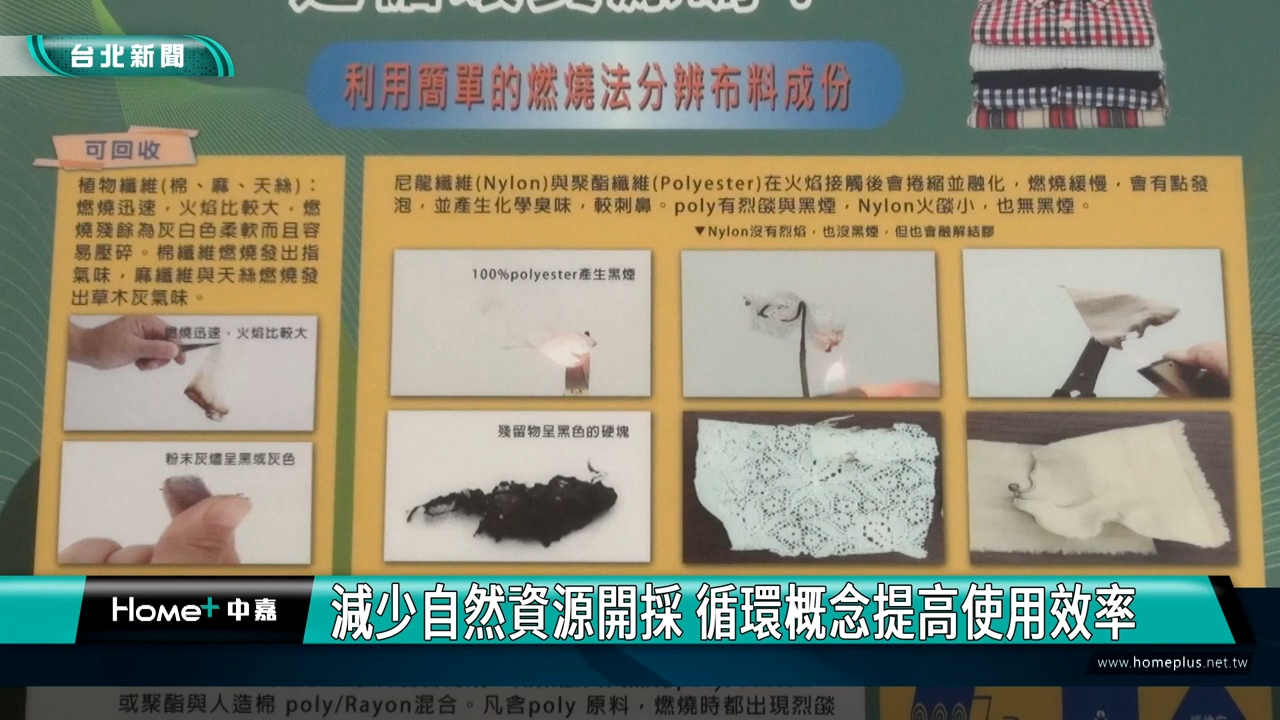 台北新聞
利用簡單的燃燒法分辨布料成份
可回收
植物纖維(棉、麻、天絲)：
燃燒迅速，火焰比較大，燃
燒殘餘為灰白色柔軟而且容
易壓碎。棉纖維燃燒發出指
氣味，麻纖維與天絲燃燒發
出草木灰氣味。
燃燒迅速，火焰比較大
粉末灰燼呈黑或灰色
尼龍纖維(Nylon)與聚酯纖維(Polyester)在火焰接觸後會捲縮並融化，燃燒緩慢，會有點發
泡，並產生化學臭味，較刺鼻。poly有烈燄與黑煙，Nylon火燄小，也無黑煙。
▼Nylon沒有烈焰，也沒黑煙，但也會融解結膠
100%polyester產生黑煙
殘留物呈黑色的硬塊
Home+中嘉
減少自然資源開採 循環概念提高使用效率
www.homeplus.net.tw
或聚酯與人造棉 poly/Rayon混合。凡含poly 原料，燃燒時都出現烈燄